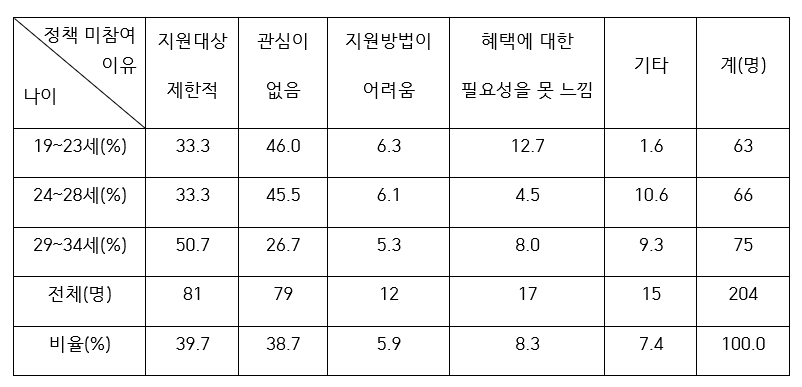 정책 미참여 이유 나이 지원대상 제한적 관심이 없음 지원방법이 어려움 혜택에 대한 필요성을 못 느낌 기타 계(명)
19~23세(%) 33.3 46.0 6.3 12.7 1.6 63
24~28세(%) 33.3 45.5 6.1 4.5 10.6 66
29~34세(%) 50.7 26.7 5.3 8.0 9.3 75
전체(명) 81 79 12 17 15 204
비율(%) 39.7 38.7 5.9 8.3 7.4 100.0